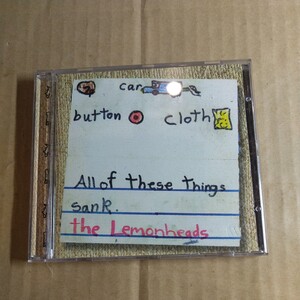 car
button cloth
All of these things
sank.
the Lemonheads